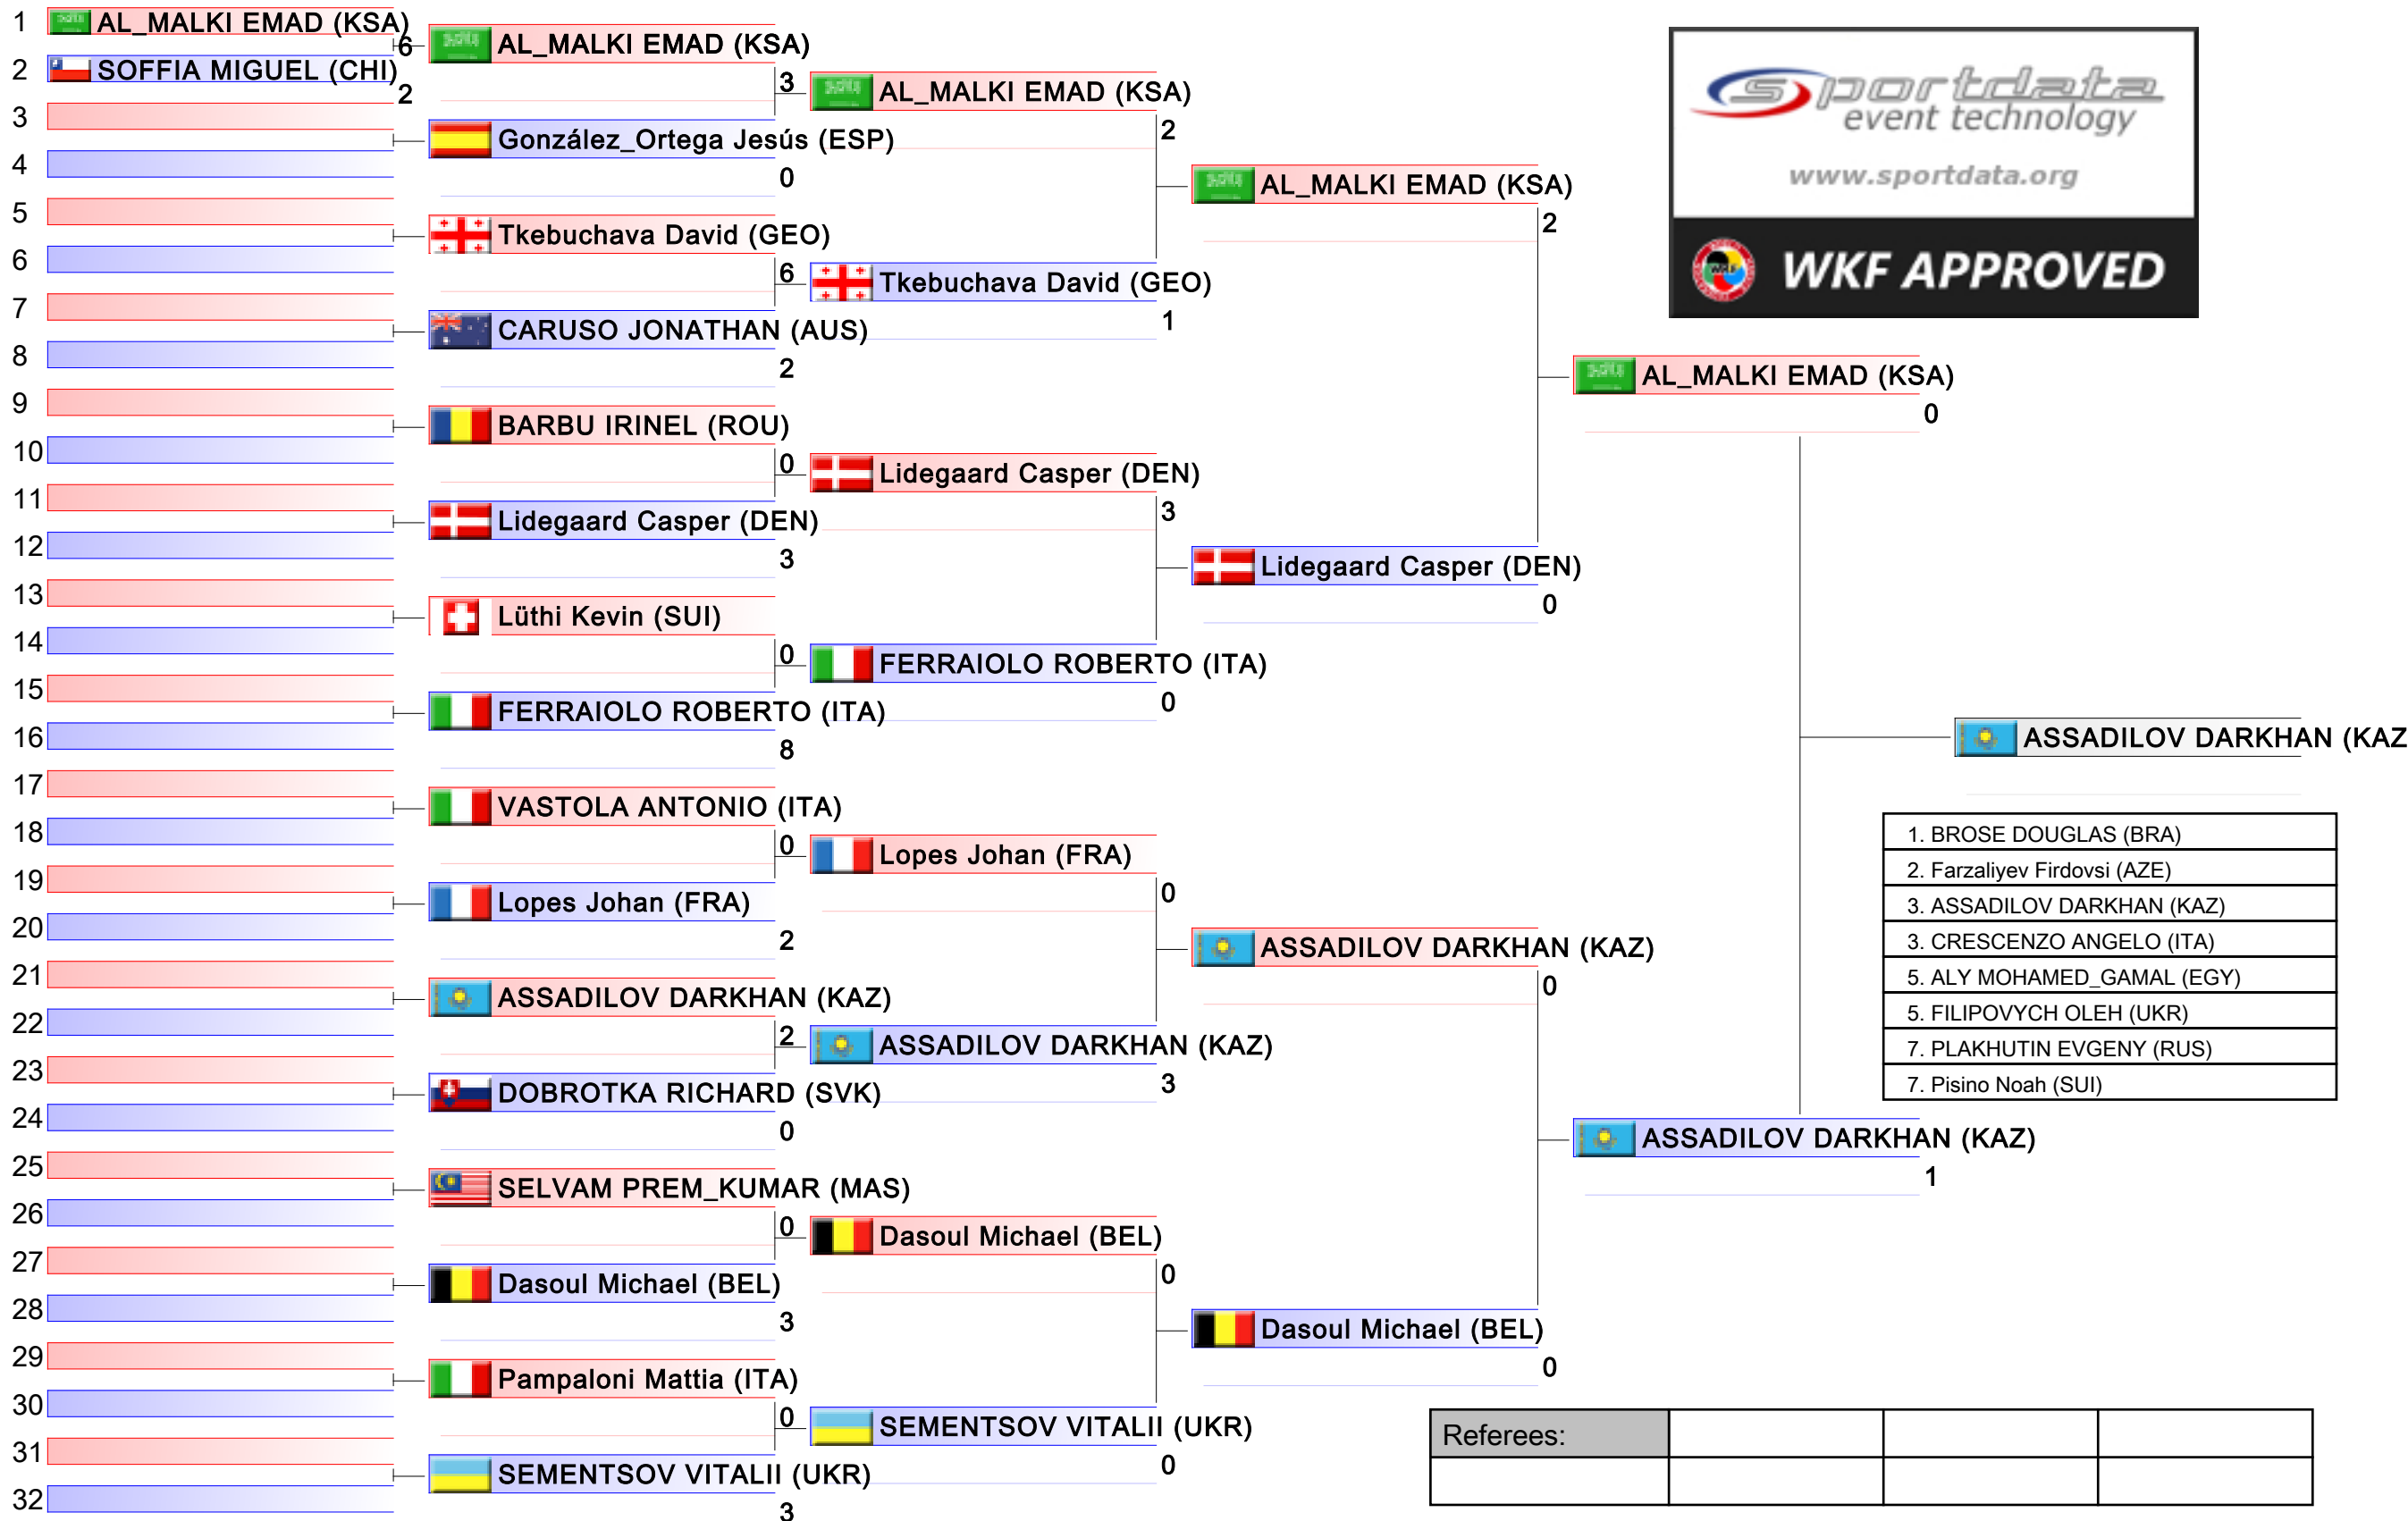 1 AL_MALKI EMAD (KSA)
6
2 SOFFIA MIGUEL (CHI)
2
3
4
5
6
7
8
9
10
11
12
13
14
15
16
17
18
19
20
21
22
23
24
25
26
27
28
29
30
31
32
AL_MALKI EMAD (KSA)
3
González_Ortega Jesús (ESP)
0
Tkebuchava David (GEO)
6
CARUSO JONATHAN (AUS)
2
BARBU IRINEL (ROU)
0
Lidegaard Casper (DEN)
3
Lüthi Kevin (SUI)
0
FERRAIOLO ROBERTO (ITA)
8
VASTOLA ANTONIO (ITA)
0
Lopes Johan (FRA)
2
ASSADILOV DARKHAN (KAZ)
2
DOBROTKA RICHARD (SVK)
0
SELVAM PREM_KUMAR (MAS)
0
Dasoul Michael (BEL)
3
Pampaloni Mattia (ITA)
0
SEMENTSOV VITALII (UKR)
3
AL_MALKI EMAD (KSA)
2
Tkebuchava David (GEO)
1
Lidegaard Casper (DEN)
3
FERRAIOLO ROBERTO (ITA)
0
Lopes Johan (FRA)
0
ASSADILOV DARKHAN (KAZ)
3
Dasoul Michael (BEL)
0
SEMENTSOV VITALII (UKR)
0
AL_MALKI EMAD (KSA)
2
Lidegaard Casper (DEN)
0
ASSADILOV DARKHAN (KAZ)
0
Dasoul Michael (BEL)
0
AL_MALKI EMAD (KSA)
0
ASSADILOV DARKHAN (KAZ)
1
ASSADILOV DARKHAN (KAZ
sportdata
event technology
www.sportdata.org
WKF
WKF APPROVED
1. BROSE DOUGLAS (BRA)
2. Farzaliyev Firdovsi (AZE)
3. ASSADILOV DARKHAN (KAZ)
3. CRESCENZO ANGELO (ITA)
5. ALY MOHAMED_GAMAL (EGY)
5. FILIPOVYCH OLEH (UKR)
7. PLAKHUTIN EVGENY (RUS)
7. Pisino Noah (SUI)
Referees: